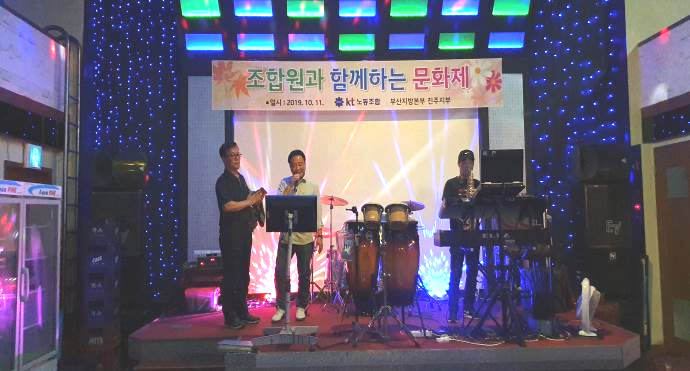 조합원과 함께하는 문화제
●일시 : 2019. 10. 11. kt 노동조합 부산지방본부 진주지부